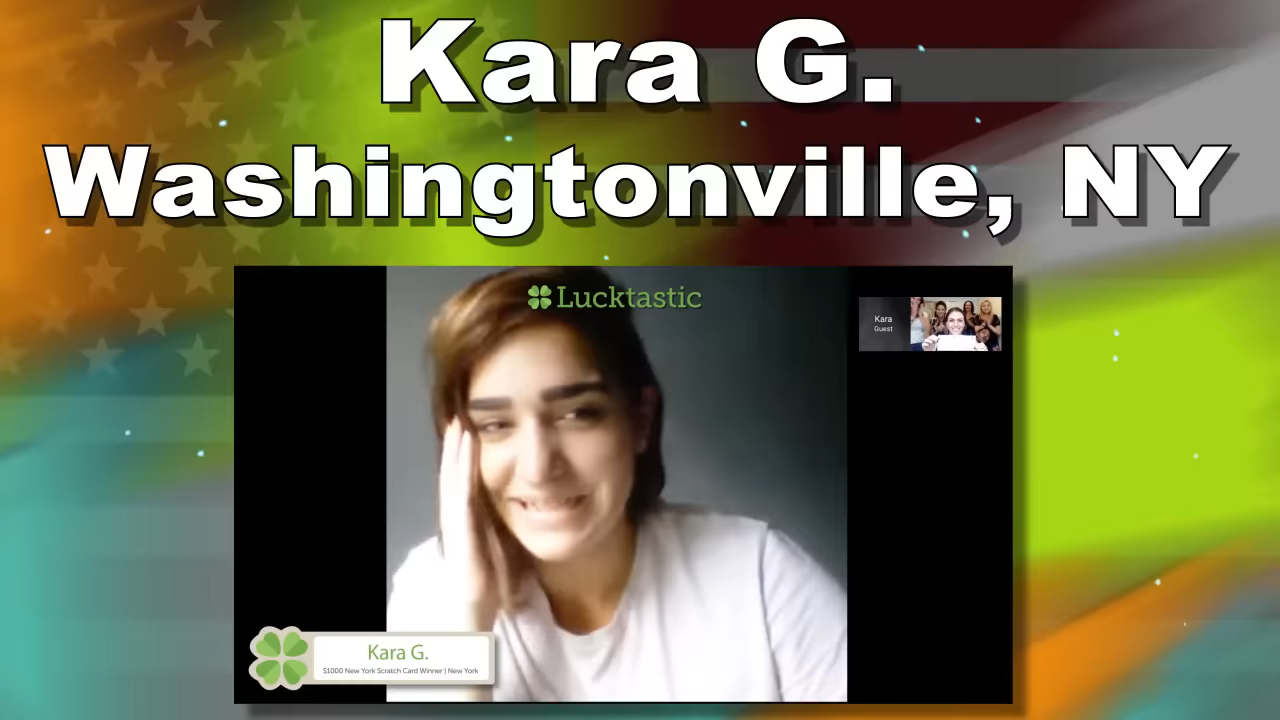 Kara G.
Washingtonville, NY
Lucktastic
Kara
Guest
Kara G.
$1000 New York Scratch Card Winner | New York